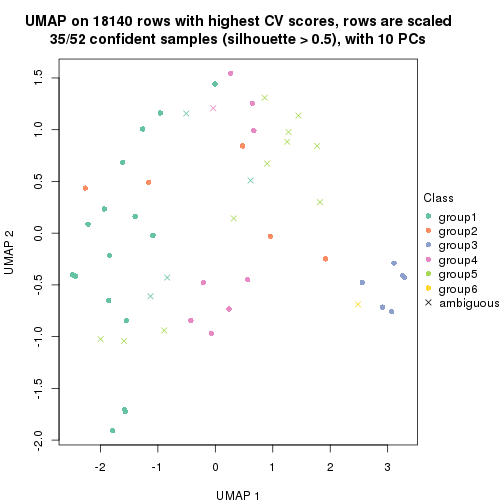 UMAP on 18140 rows with highest CV scores, rows are scaled
35/52 confident samples (silhouette > 0.5), with 10 PCs
1.5
1.0
0.5
0.0
-0.5
-1.0
-1.5
-2.0
UMAP 2
-2
-1
0
1
2
3
UMAP 1
Class
group1
group2
group3
group4
group5
group6
ambiguous